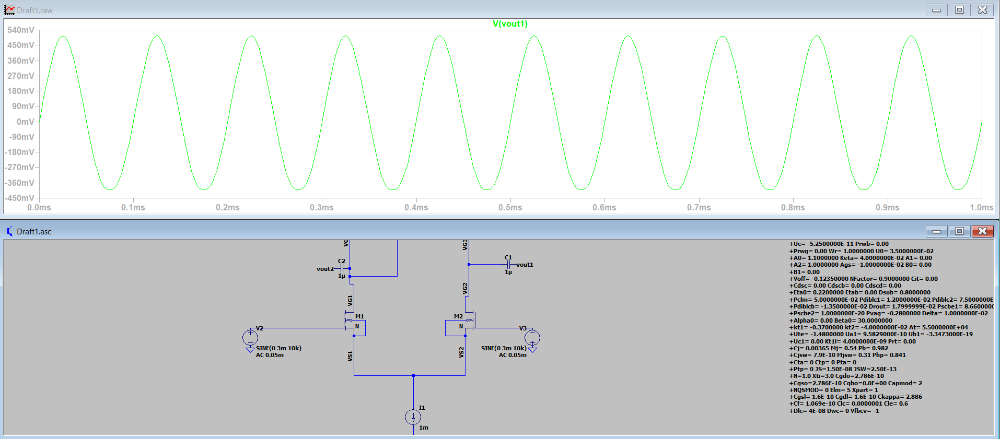 Draft1.raw
V(vout1)
540mV
450mV
360mV
270mV
180mV
90mV
0mV
-90mV
-180mV
-270mV
-360mV
-450mV
0.0ms 0.1ms 0.2ms 0.3ms 0.4ms 0.5ms 0.6ms 0.7ms 0.8ms 0.9ms 1.0ms
Draft1.asc
VG3
C2
vout2
1µ
C1
vout1
1µ
VG1
VG2
M1
N
M2
N
V2
SINE(0 3m 10k)
AC 0.05m
V3
SINE(0 3m 10k)
AC 0.05m
VS1
VS2
I1
1m
+Uc= -5.2500000E-11 Prwb= 0.00
+Prwg= 0.00 Wr= 1.0000000 U0= 3.5000000E-02
+A0= 1.1000000 Keta= 4.0000000E-02 A1= 0.00
+A2= 1.0000000 Ags= -1.0000000E-02 B0= 0.00
+B1= 0.00
+Voff= -0.12350000 NFactor= 0.9000000 Cit= 0.00
+Cdsc= 0.00 Cdscb= 0.00 Cdscd= 0.00
+Eta0= 0.2200000 Etab= 0.00 Dsub= 0.8000000
+Pclm= 5.0000000E-02 Pdiblc1= 1.2000000E-02 Pdiblc2= 7.5000000E
+Pdiblcb= -1.3500000E-02 Drout= 1.7999999E-02 Pscbe1= 8.6600000
+Pscbe2= 1.0000000E-20 Pvag= -0.2800000 Delta= 1.0000000E-02
+Alpha0= 0.00 Beta0= 30.0000000
+kt1= -0.3700000 kt2= -4.0000000E-02 At= 5.5000000E+04
+Ute= -1.4800000 Ua1= 9.5829000E-10 Ub1= -3.3473000E-19
+Uc1= 0.00 Kt1l= 4.0000000E-09 Prt= 0.00
+Cj= 0.00365 Mj= 0.54 Pb= 0.982
+Cjsw= 7.9E-10 Mjsw= 0.31 Php= 0.841
+Cta= 0 Ctp= 0 Pta= 0
+Ptp= 0 JS=1.50E-08 JSW=2.50E-13
+N=1.0 Xti=3.0 Cgdo=2.786E-10
+Cgso=2.786E-10 Cgbo=0.0E+00 Capmod= 2
+NQSMOD= 0 Elm= 5 Xpart= 1
+Cgsl= 1.6E-10 Cgdl= 1.6E-10 Ckappa= 2.886
+Cf= 1.069e-10 Clc= 0.0000001 Cle= 0.6
+Dlc= 4E-08 Dwc= 0 Vfbcv= -1